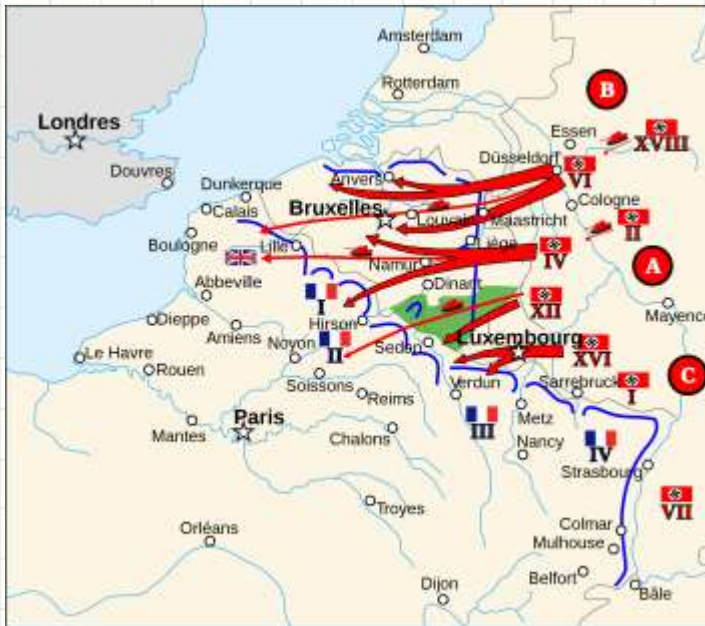 Amsterdam
Rotterdam
B
Londres
Essen
XVIII
Düsseldorf
Douvres
Anvers
VI
Dunkerque
Cologne
Calais
Bruxelles
Louvain
Maastricht
II
Boulogne
Lille
Liège
IV
Namur
A
Abbeville
Dinant
I
XII
Mayence
Dieppe
Hirson
Amiens
Noyon
II
Sedan
Luxembourg
XVI
Le Havre
Rouen
Soissons
Verdun
Sarrebruck
I
C
Reims
Paris
III
Metz
Mantes
Chalons
Nancy
IV
Strasbourg
VII
Troyes
Orléans
Colmar
Mulhouse
Belfort
Dijon
Bâle